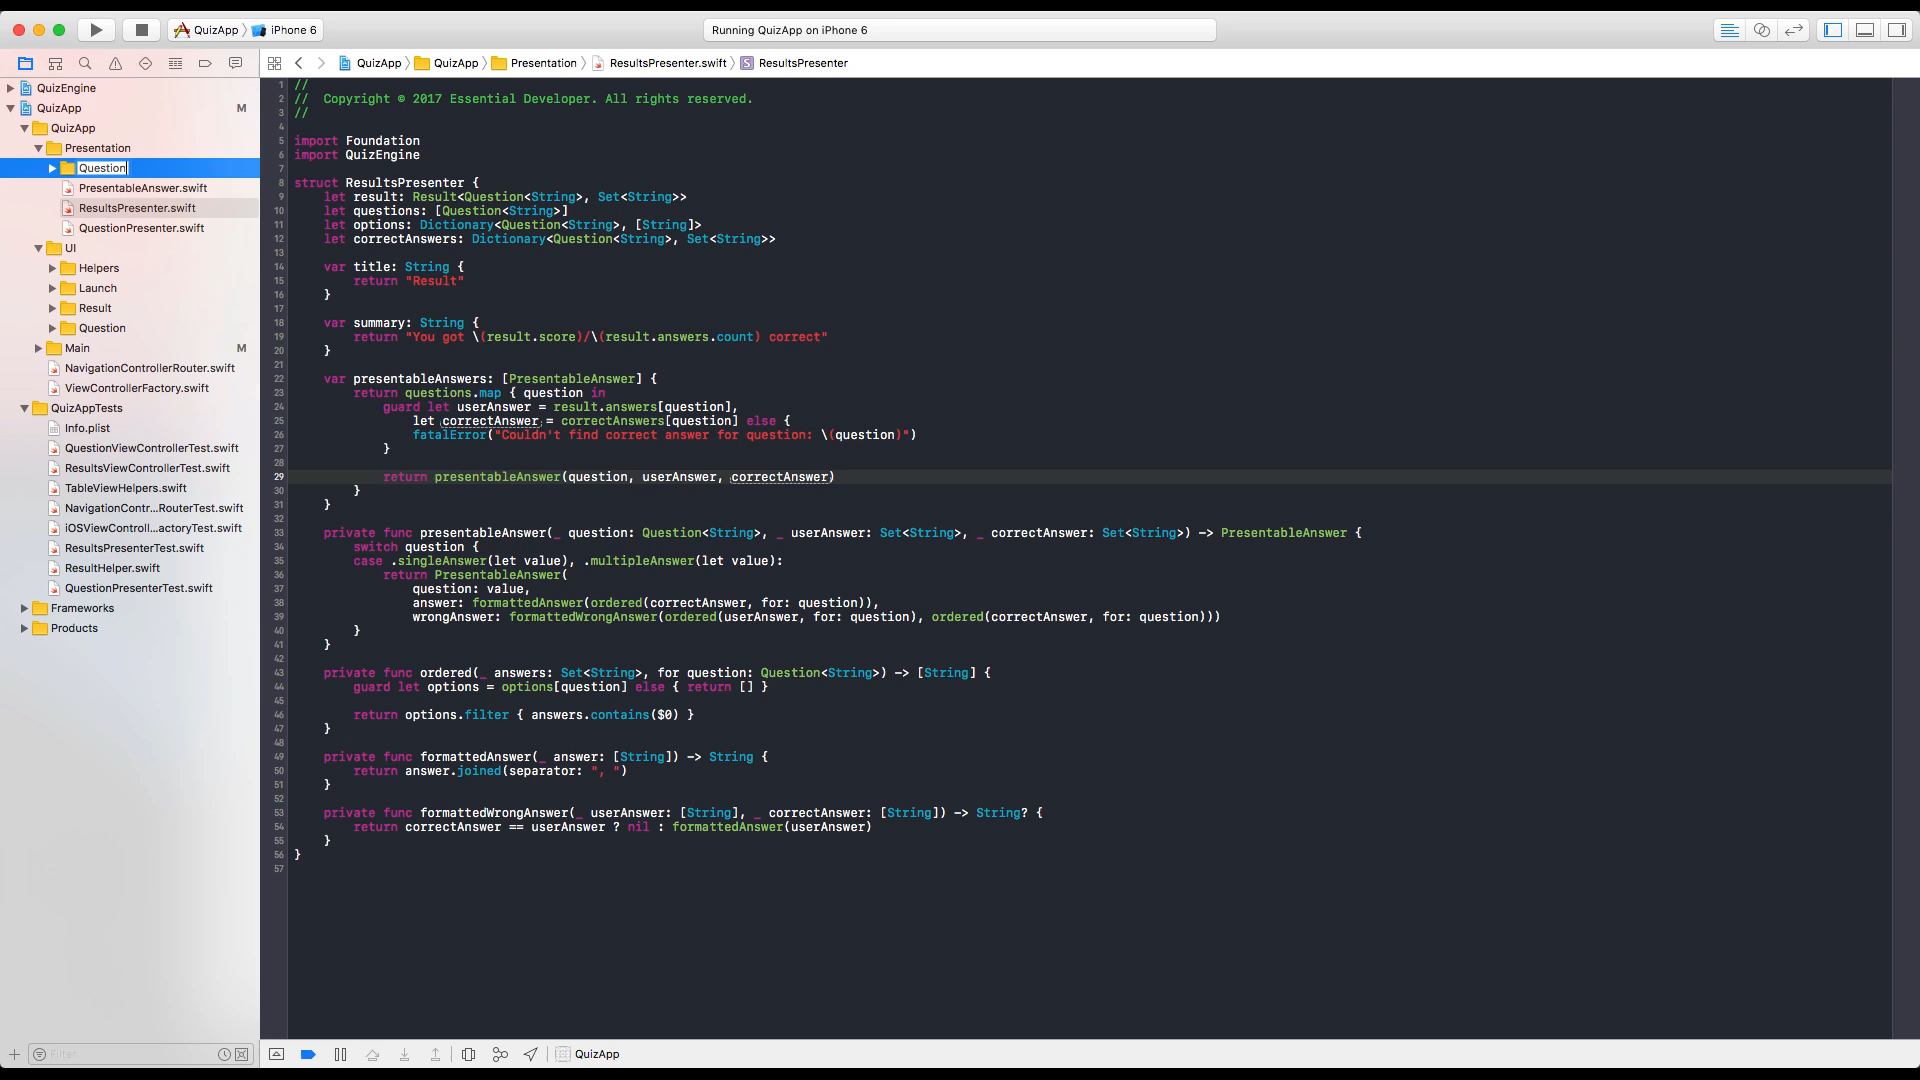 QuizApp iPhone 6
Running QuizApp on iPhone 6
QuizApp QuizApp Presentation ResultsPresenter.swift S ResultsPresenter
QuizEngine
QuizApp M
QuizApp
Presentation
Question
PresentableAnswer.swift
ResultsPresenter.swift
QuestionPresenter.swift
UI
Helpers
Launch
Result
Question
Main M
NavigationControllerRouter.swift
ViewControllerFactory.swift
QuizAppTests
Info.plist
QuestionViewControllerTest.swift
ResultsViewControllerTest.swift
TableViewHelpers.swift
NavigationContr...RouterTest.swift
iOSViewControll...actoryTest.swift
ResultsPresenterTest.swift
ResultHelper.swift
QuestionPresenterTest.swift
Frameworks
Products
Filter
1 //
2 //  Copyright © 2017 Essential Developer. All rights reserved.
3 //
4
5 import Foundation
6 import QuizEngine
7
8 struct ResultsPresenter {
9     let result: Result<Question<String>, Set<String>>
10     let questions: [Question<String>]
11     let options: Dictionary<Question<String>, [String]>
12     let correctAnswers: Dictionary<Question<String>, Set<String>>
13
14     var title: String {
15         return "Result"
16     }
17
18     var summary: String {
19         return "You got \(result.score)/\(result.answers.count) correct"
20     }
21
22     var presentableAnswers: [PresentableAnswer] {
23         return questions.map { question in
24             guard let userAnswer = result.answers[question],
25                 let correctAnswer = correctAnswers[question] else {
26                 fatalError("Couldn't find correct answer for question: \(question)")
27             }
28
29             return presentableAnswer(question, userAnswer, correctAnswer)
30         }
31     }
32
33     private func presentableAnswer(_ question: Question<String>, _ userAnswer: Set<String>, _ correctAnswer: Set<String>) -> PresentableAnswer {
34         switch question {
35         case .singleAnswer(let value), .multipleAnswer(let value):
36             return PresentableAnswer(
37                 question: value,
38                 answer: formattedAnswer(ordered(correctAnswer, for: question)),
39                 wrongAnswer: formattedWrongAnswer(ordered(userAnswer, for: question), ordered(correctAnswer, for: question)))
40         }
41     }
42
43     private func ordered(_ answers: Set<String>, for question: Question<String>) -> [String] {
44         guard let options = options[question] else { return [] }
45
46         return options.filter { answers.contains($0) }
47     }
48
49     private func formattedAnswer(_ answer: [String]) -> String {
50         return answer.joined(separator: ", ")
51     }
52
53     private func formattedWrongAnswer(_ userAnswer: [String], _ correctAnswer: [String]) -> String? {
54         return correctAnswer == userAnswer ? nil : formattedAnswer(userAnswer)
55     }
56 }
57
QuizApp